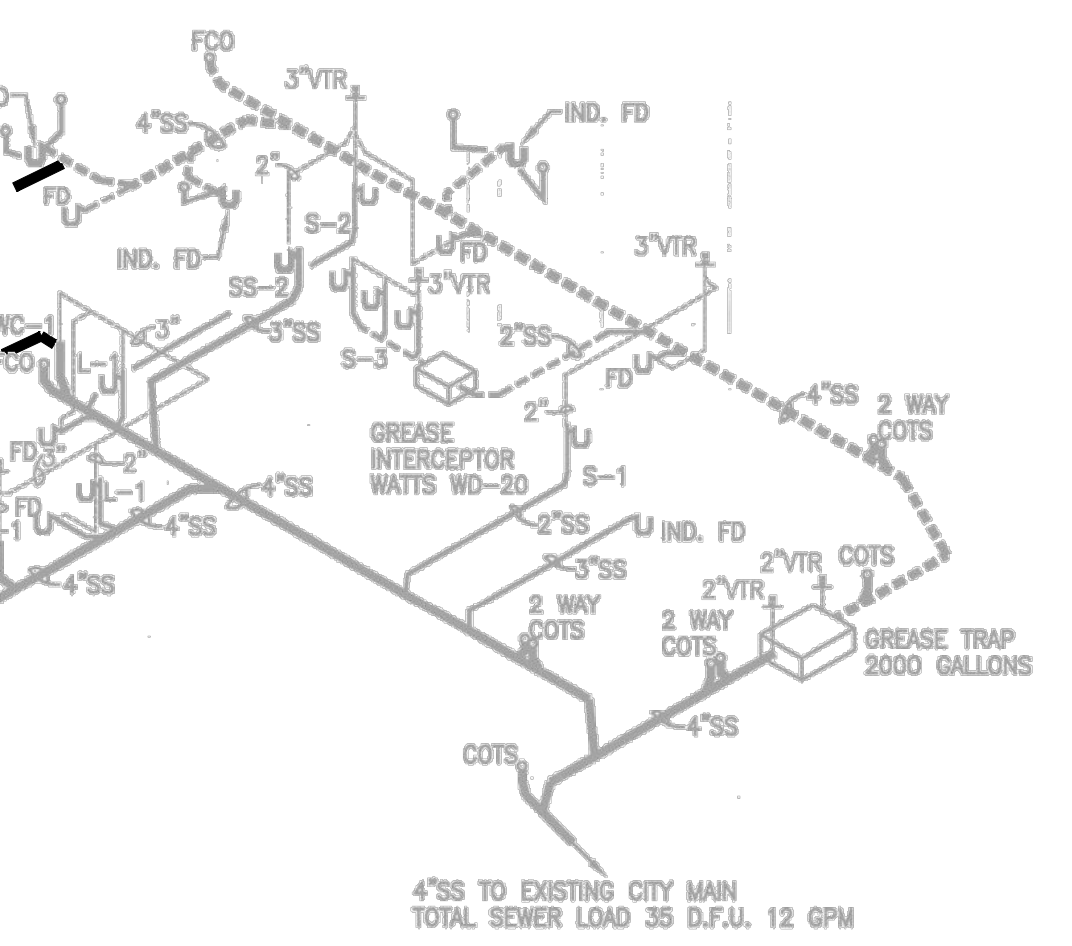 FCO
3"VTR
IND. FD
4"SS
2"
FD
S-2
IND. FD
FD
3"VTR
SS-2
3"VTR
WC-1
3"
3"SS
2"SS
FCO
L-1
S-3
FD
4"SS
2"
2 WAY
COTS
GREASE
INTERCEPTOR
WATTS WD-20
FD
3"
2"
S-1
L-1
4"SS
FD
-1
4"SS
2"SS
IND. FD
4"SS
3"SS
2"VTR
COTS
2"VTR
2 WAY
COTS
2 WAY
COTS
GREASE TRAP
2000 GALLONS
4"SS
COTS
4"SS TO EXISTING CITY MAIN
TOTAL SEWER LOAD 35 D.F.U. 12 GPM